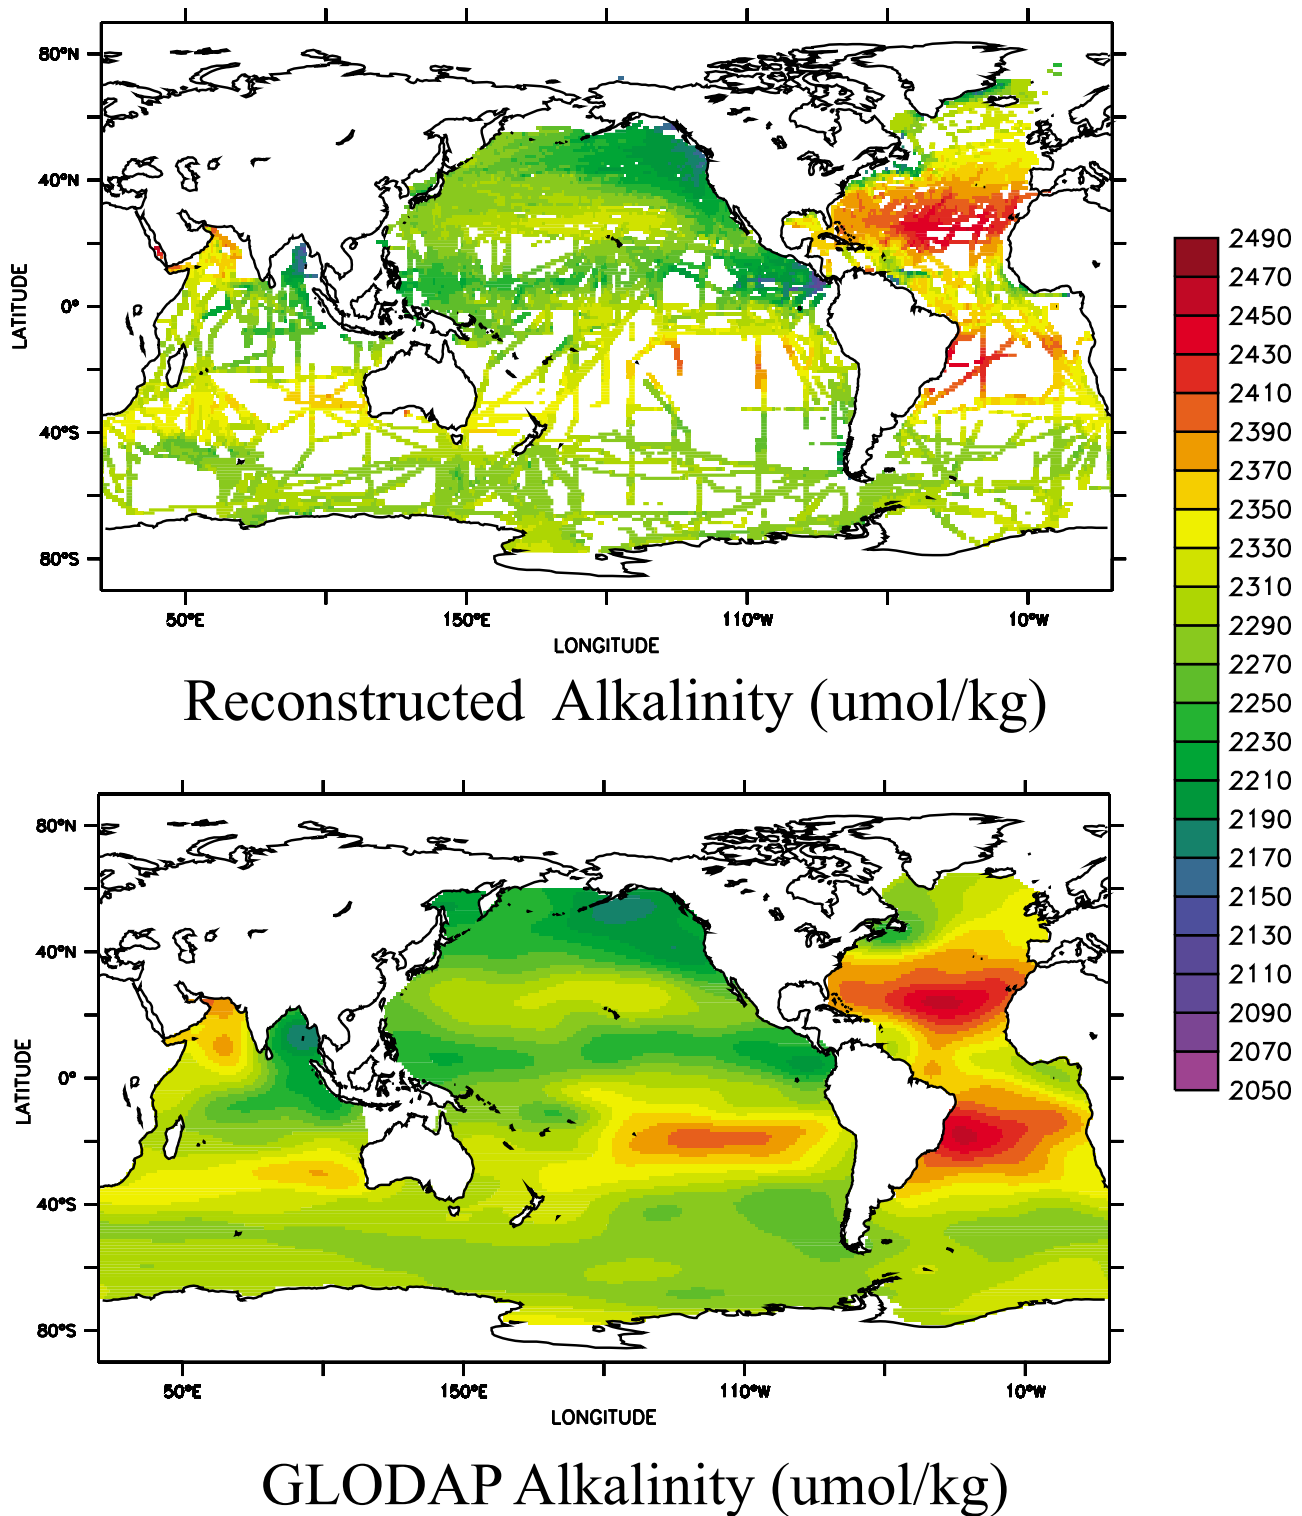 80°N
40°N
0°
40°S
80°S
LATITUDE
50°E 150°E 110°W 10°W
LONGITUDE
Reconstructed Alkalinity (umol/kg)
2490
2470
2450
2430
2410
2390
2370
2350
2330
2310
2290
2270
2250
2230
2210
2190
2170
2150
2130
2110
2090
2070
2050
80°N
40°N
0°
40°S
80°S
LATITUDE
50°E 150°E 110°W 10°W
LONGITUDE
GLODAP Alkalinity (umol/kg)